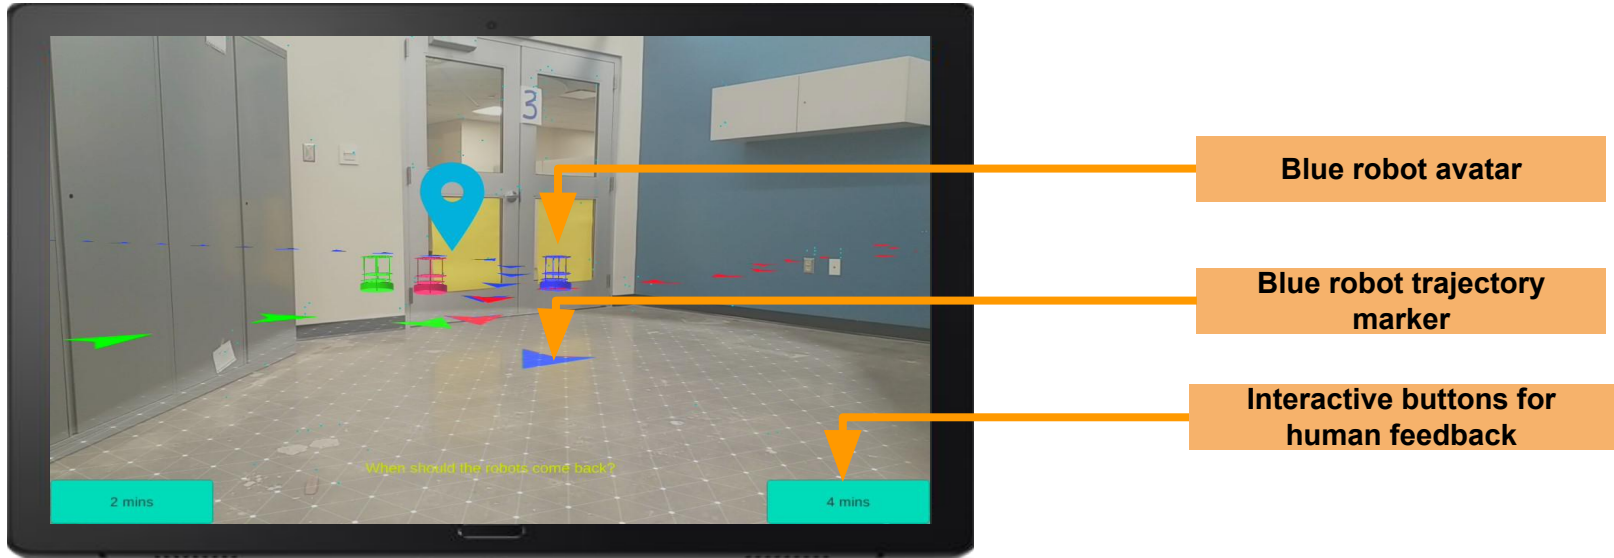 3
Blue robot avatar
Blue robot trajectory
marker
Interactive buttons for
human feedback
When should the robots come back?
2 mins
4 mins